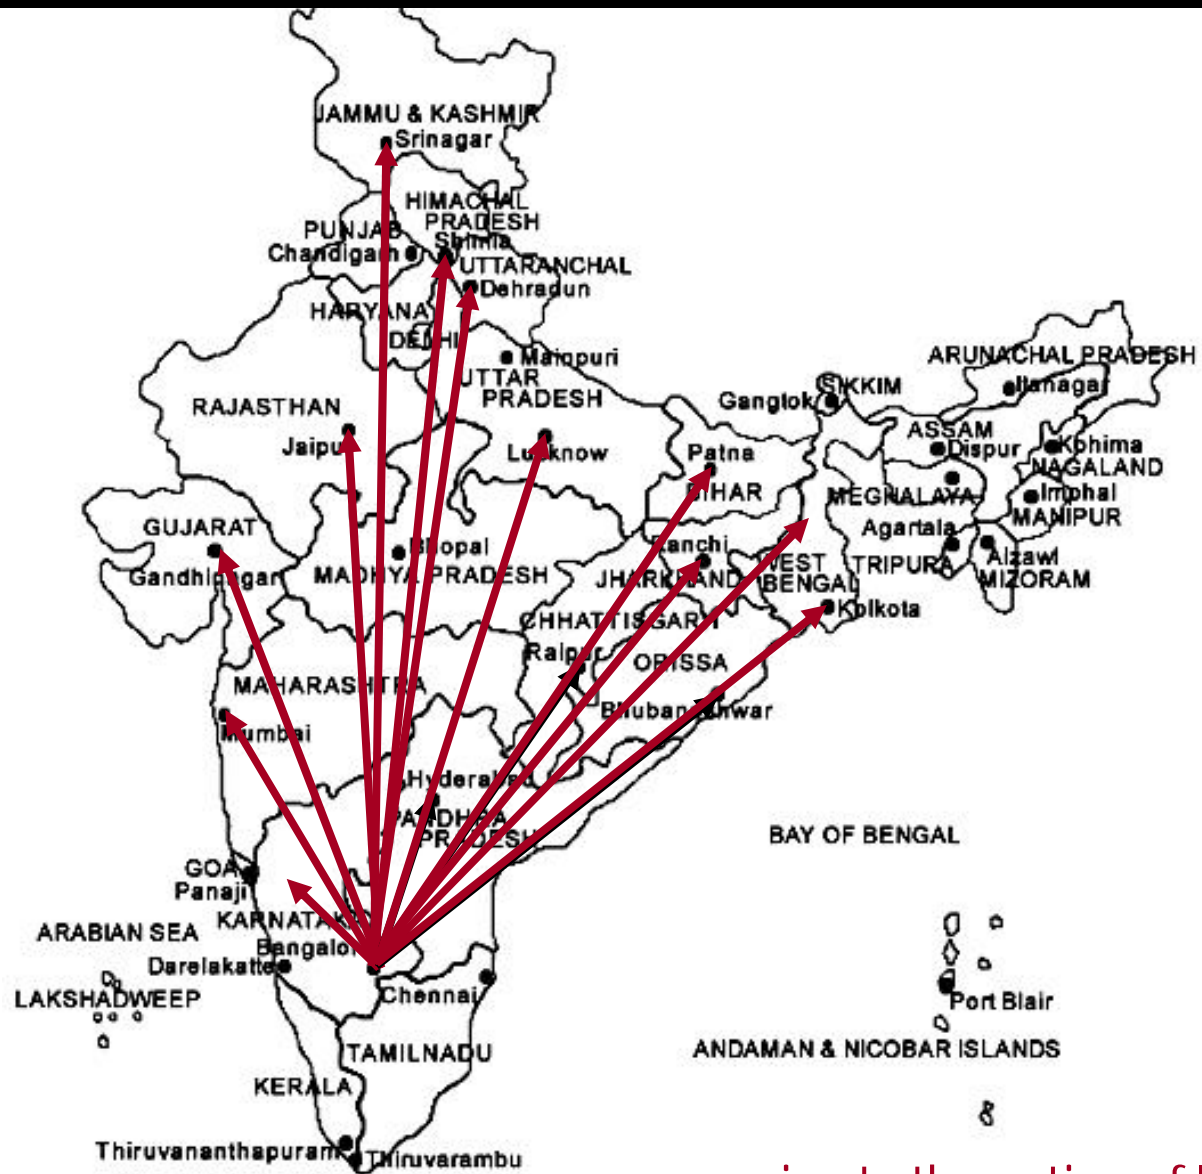 JAMMU & KASHMIR
Srinagar
HIMACHAL
PRADESH
Shimla
PUNJAB
Chandigarh
UTTARANCHAL
Dehradun
HARYANA
DELHI
Mainpuri
UTTAR
PRADESH
ARUNACHAL PRADESH
Itanagar
SIKKIM
Gangtok
RAJASTHAN
Jaipur
Lucknow
Patna
BIHAR
ASSAM
Dispur
Kohima
NAGALAND
MEGHALAYA
Imphal
MANIPUR
GUJARAT
Gandhinagar
Bhopal
MADHYA PRADESH
Ranchi
JHARKHAND
WEST
BENGAL
Agartala
TRIPURA
Aizawl
MIZORAM
Kolkota
CHHATTISGARH
Raipur
ORISSA
Bhubaneshwar
MAHARASHTRA
Mumbai
Hyderabad
ANDHRA
PRADESH
BAY OF BENGAL
GOA
Panaji
KARNATAKA
Bangalor
ARABIAN SEA
Darelakatte
LAKSHADWEEP
Chennai
Port Blair
TAMILNADU
ANDAMAN & NICOBAR ISLANDS
KERALA
Thiruvananthapuram
Thiruvarambu